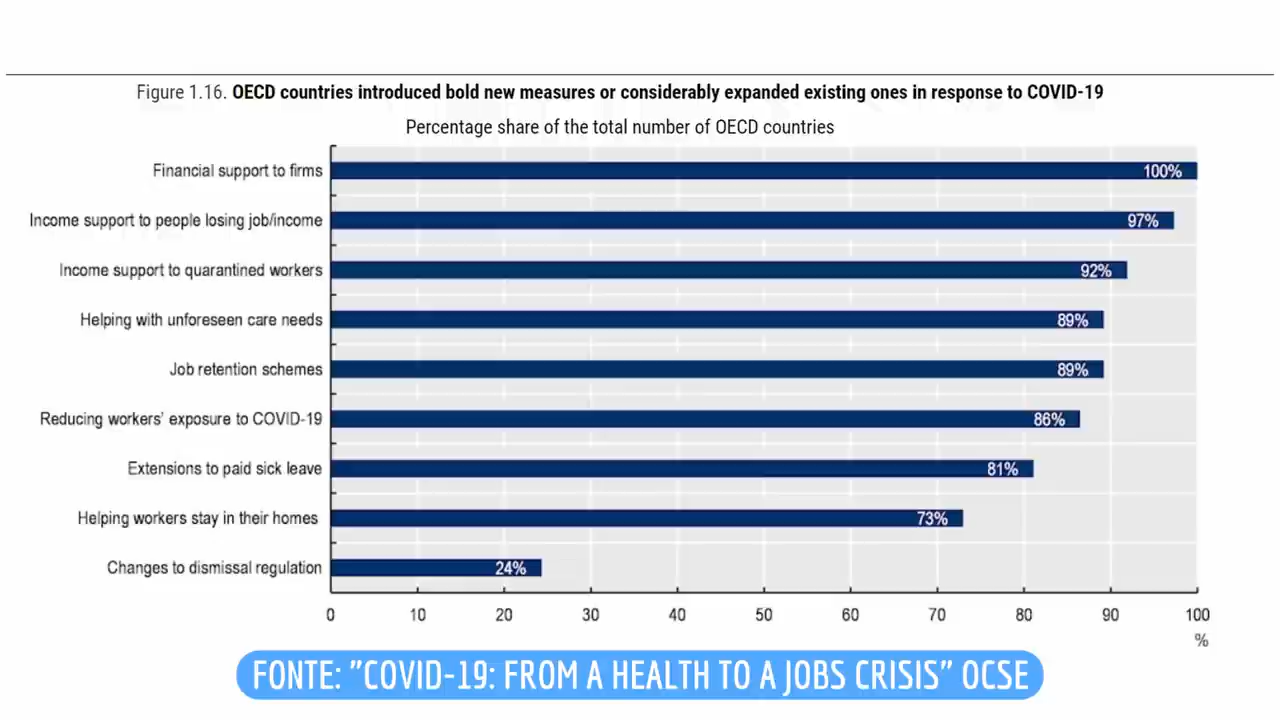 Figure 1.16. OECD countries introduced bold new measures or considerably expanded existing ones in response to COVID-19
Percentage share of the total number of OECD countries
Financial support to firms 100%
Income support to people losing job/income 97%
Income support to quarantined workers 92%
Helping with unforeseen care needs 89%
Job retention schemes 89%
Reducing workers' exposure to COVID-19 86%
Extensions to paid sick leave 81%
Helping workers stay in their homes 73%
Changes to dismissal regulation 24%
0 10 20 30 40 50 60 70 80 90 100
%
FONTE: "COVID-19: FROM A HEALTH TO A JOBS CRISIS" OCSE